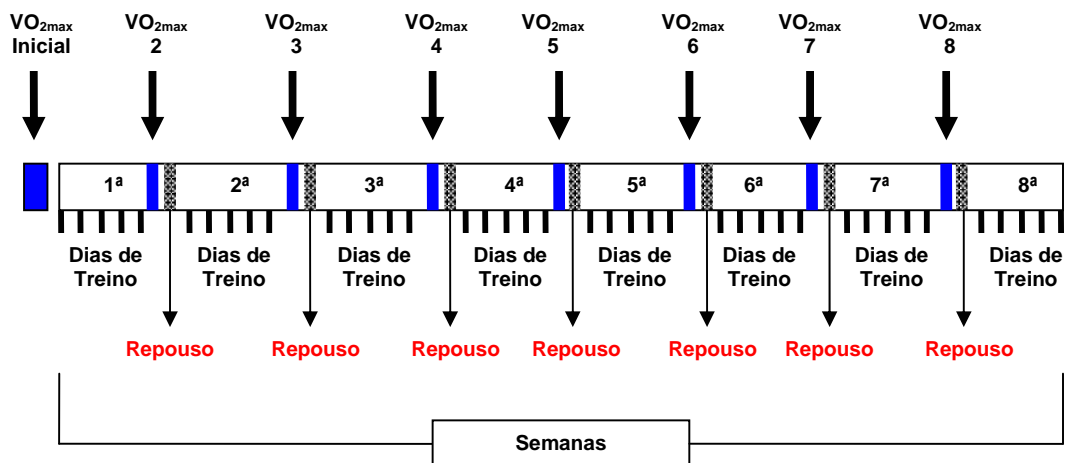 VO2max VO2max VO2max VO2max VO2max VO2max VO2max VO2max
Inicial 2 3 4 5 6 7 8
1ª 2ª 3ª 4ª 5ª 6ª 7ª 8ª
Dias de Dias de Dias de Dias de Dias de Dias de Dias de Dias de
Treino Treino Treino Treino Treino Treino Treino Treino
Repouso Repouso Repouso Repouso Repouso Repouso Repouso
Semanas